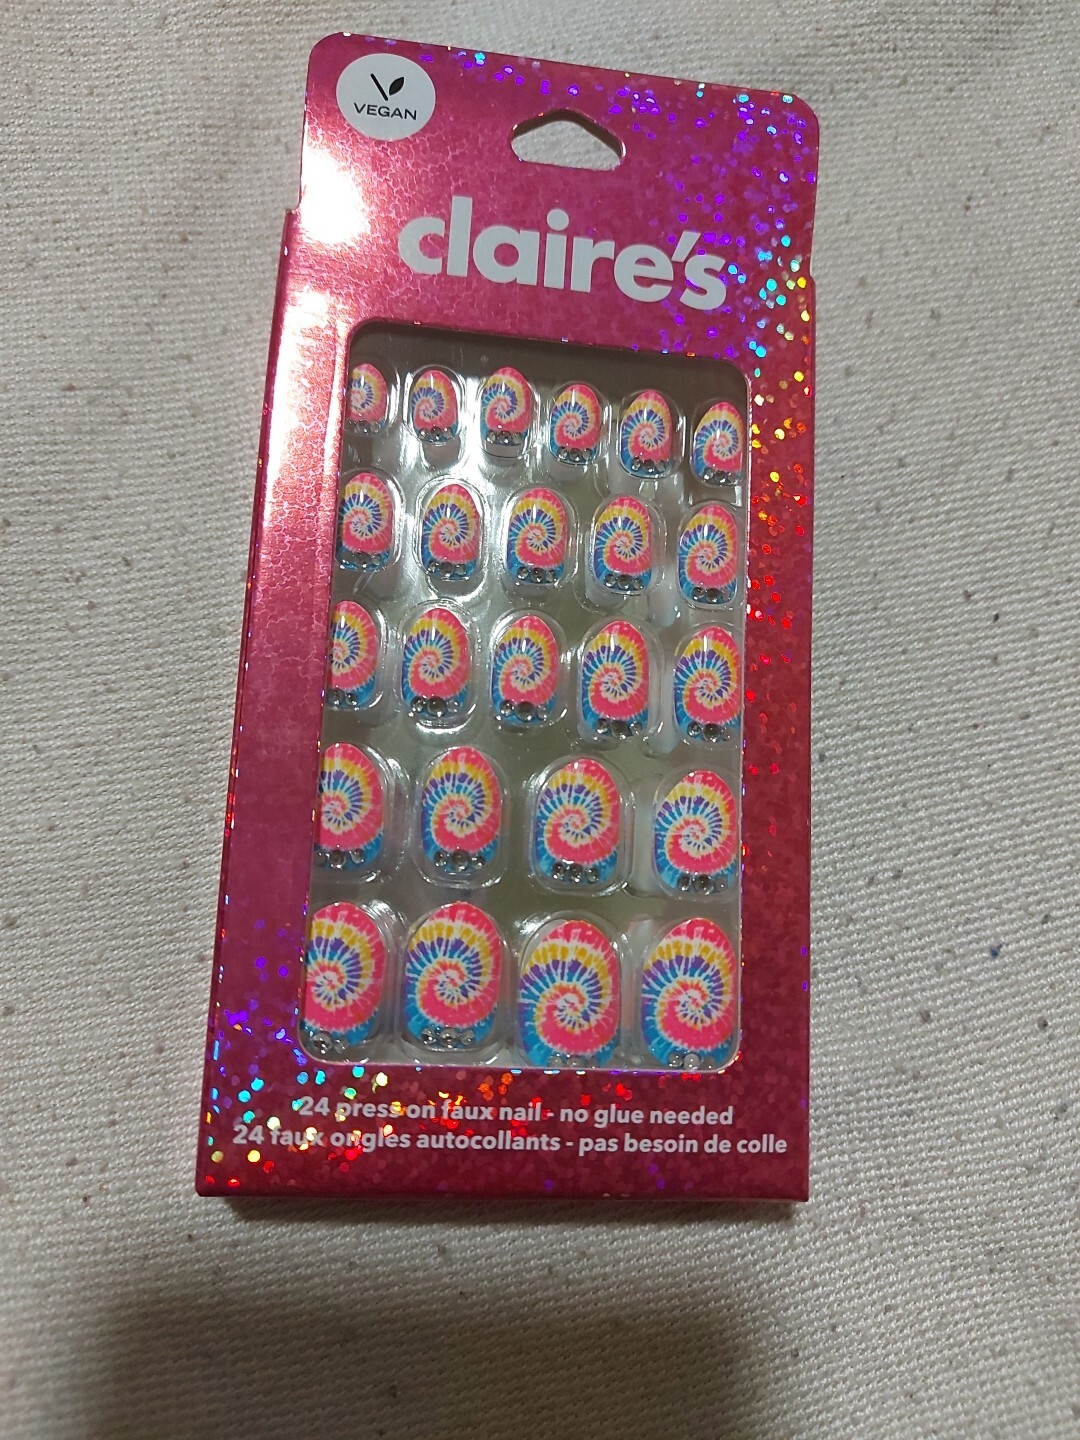 VEGAN
claire's
24 press on faux nail - no glue needed
24 faux ongles autocollants - pas besoin de colle